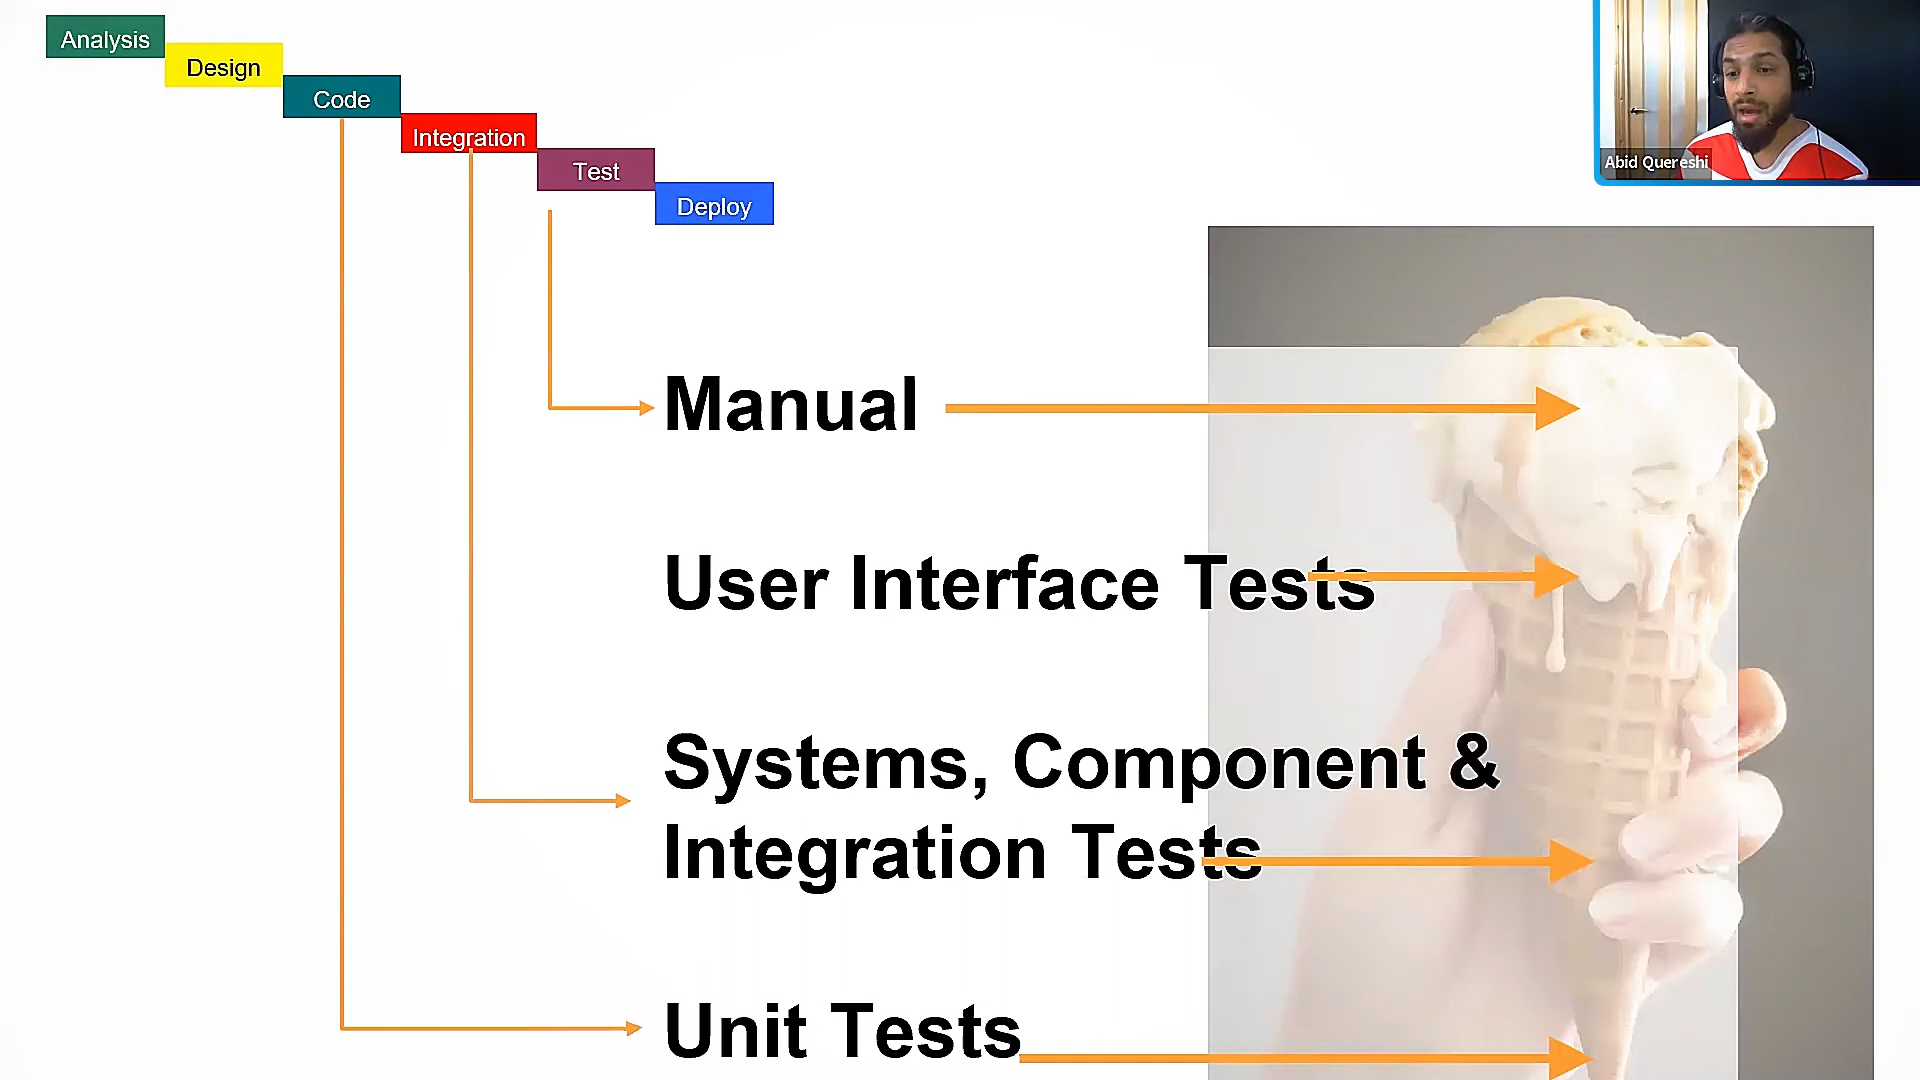 Analysis
Design
Code
Integration
Test
Deploy
Abid Quereshi
Manual
User Interface Tests
Systems, Component &
Integration Tests
Unit Tests